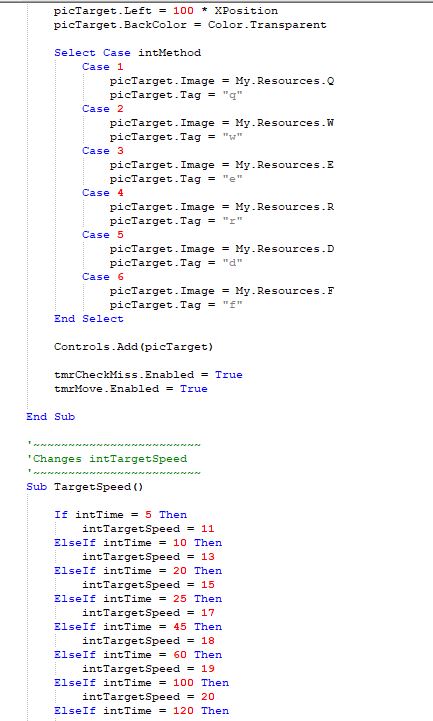 picTarget.Left = 100 * XPosition
picTarget.BackColor = Color.Transparent
Select Case intMethod
Case 1
picTarget.Image = My.Resources.Q
picTarget.Tag = "q"
Case 2
picTarget.Image = My.Resources.W
picTarget.Tag = "w"
Case 3
picTarget.Image = My.Resources.E
picTarget.Tag = "e"
Case 4
picTarget.Image = My.Resources.R
picTarget.Tag = "r"
Case 5
picTarget.Image = My.Resources.D
picTarget.Tag = "d"
Case 6
picTarget.Image = My.Resources.F
picTarget.Tag = "f"
End Select
Controls.Add(picTarget)
tmrCheckMiss.Enabled = True
tmrMove.Enabled = True
End Sub
'~~~~~~~~~~~~~~~~~~~~~~~~
'Changes intTargetSpeed
'~~~~~~~~~~~~~~~~~~~~~~~~
Sub TargetSpeed()
If intTime = 5 Then
intTargetSpeed = 11
ElseIf intTime = 10 Then
intTargetSpeed = 13
ElseIf intTime = 20 Then
intTargetSpeed = 15
ElseIf intTime = 25 Then
intTargetSpeed = 17
ElseIf intTime = 45 Then
intTargetSpeed = 18
ElseIf intTime = 60 Then
intTargetSpeed = 19
ElseIf intTime = 100 Then
intTargetSpeed = 20
ElseIf intTime = 120 Then